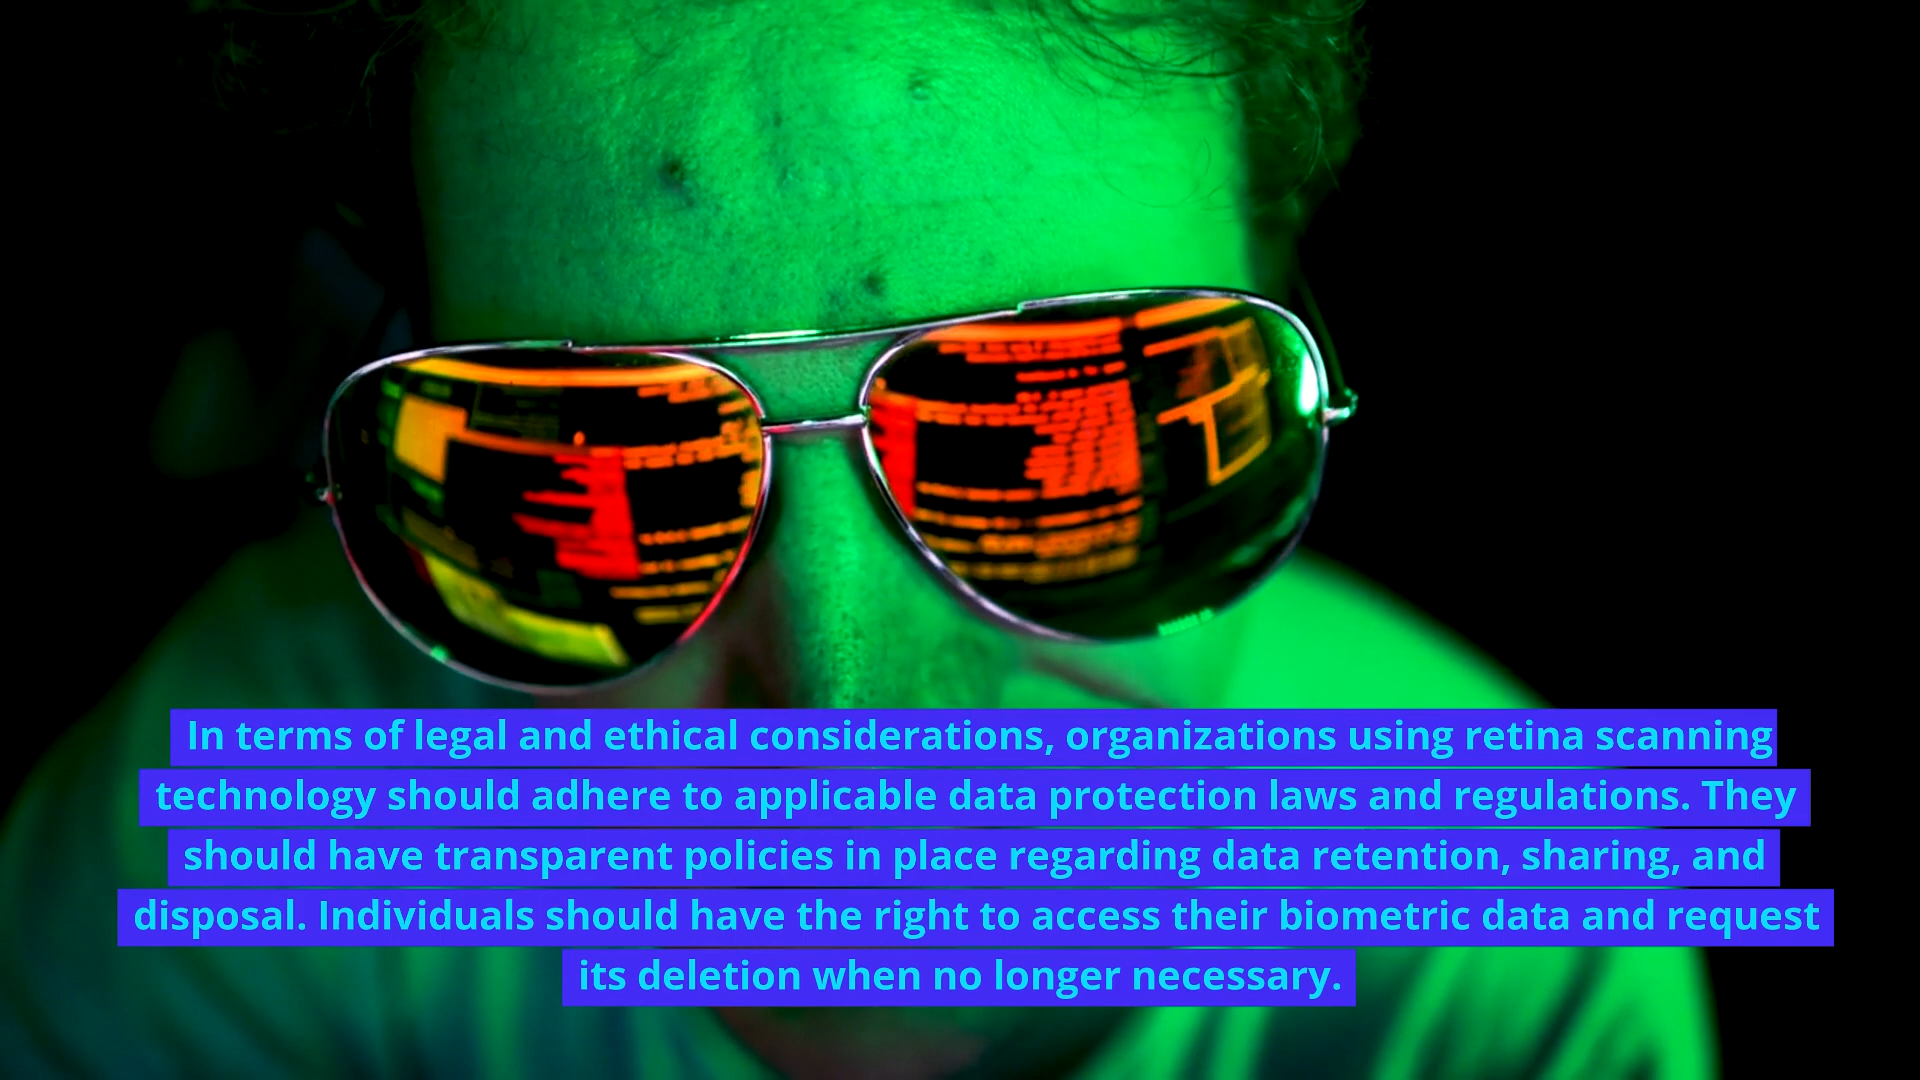 In terms of legal and ethical considerations, organizations using retina scanning
technology should adhere to applicable data protection laws and regulations. They
should have transparent policies in place regarding data retention, sharing, and
disposal. Individuals should have the right to access their biometric data and request
its deletion when no longer necessary.